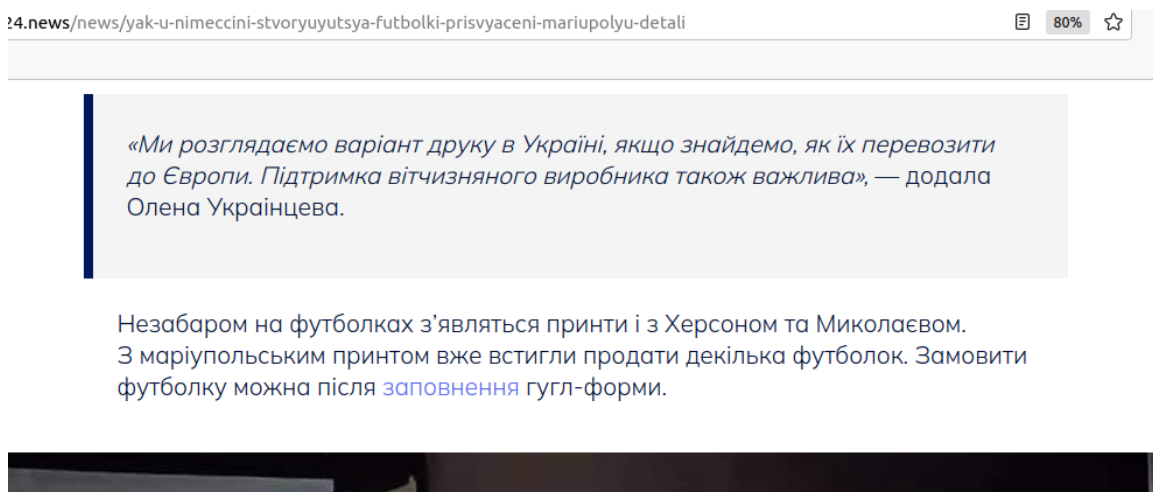 24.news/news/yak-u-nimeccini-stvoryuyutsya-futbolki-prisvyaceni-mariupolyu-detali
80%
«Ми розглядаємо варіант друку в Україні, якщо знайдемо, як їх перевозити
до Європи. Підтримка вітчизняного виробника також важлива», — додала
Олена Украінцева.
Незабаром на футболках з’являться принти і з Херсоном та Миколаєвом.
З маріупольським принтом вже встигли продати декілька футболок. Замовити
футболку можна після заповнення гугл-форми.